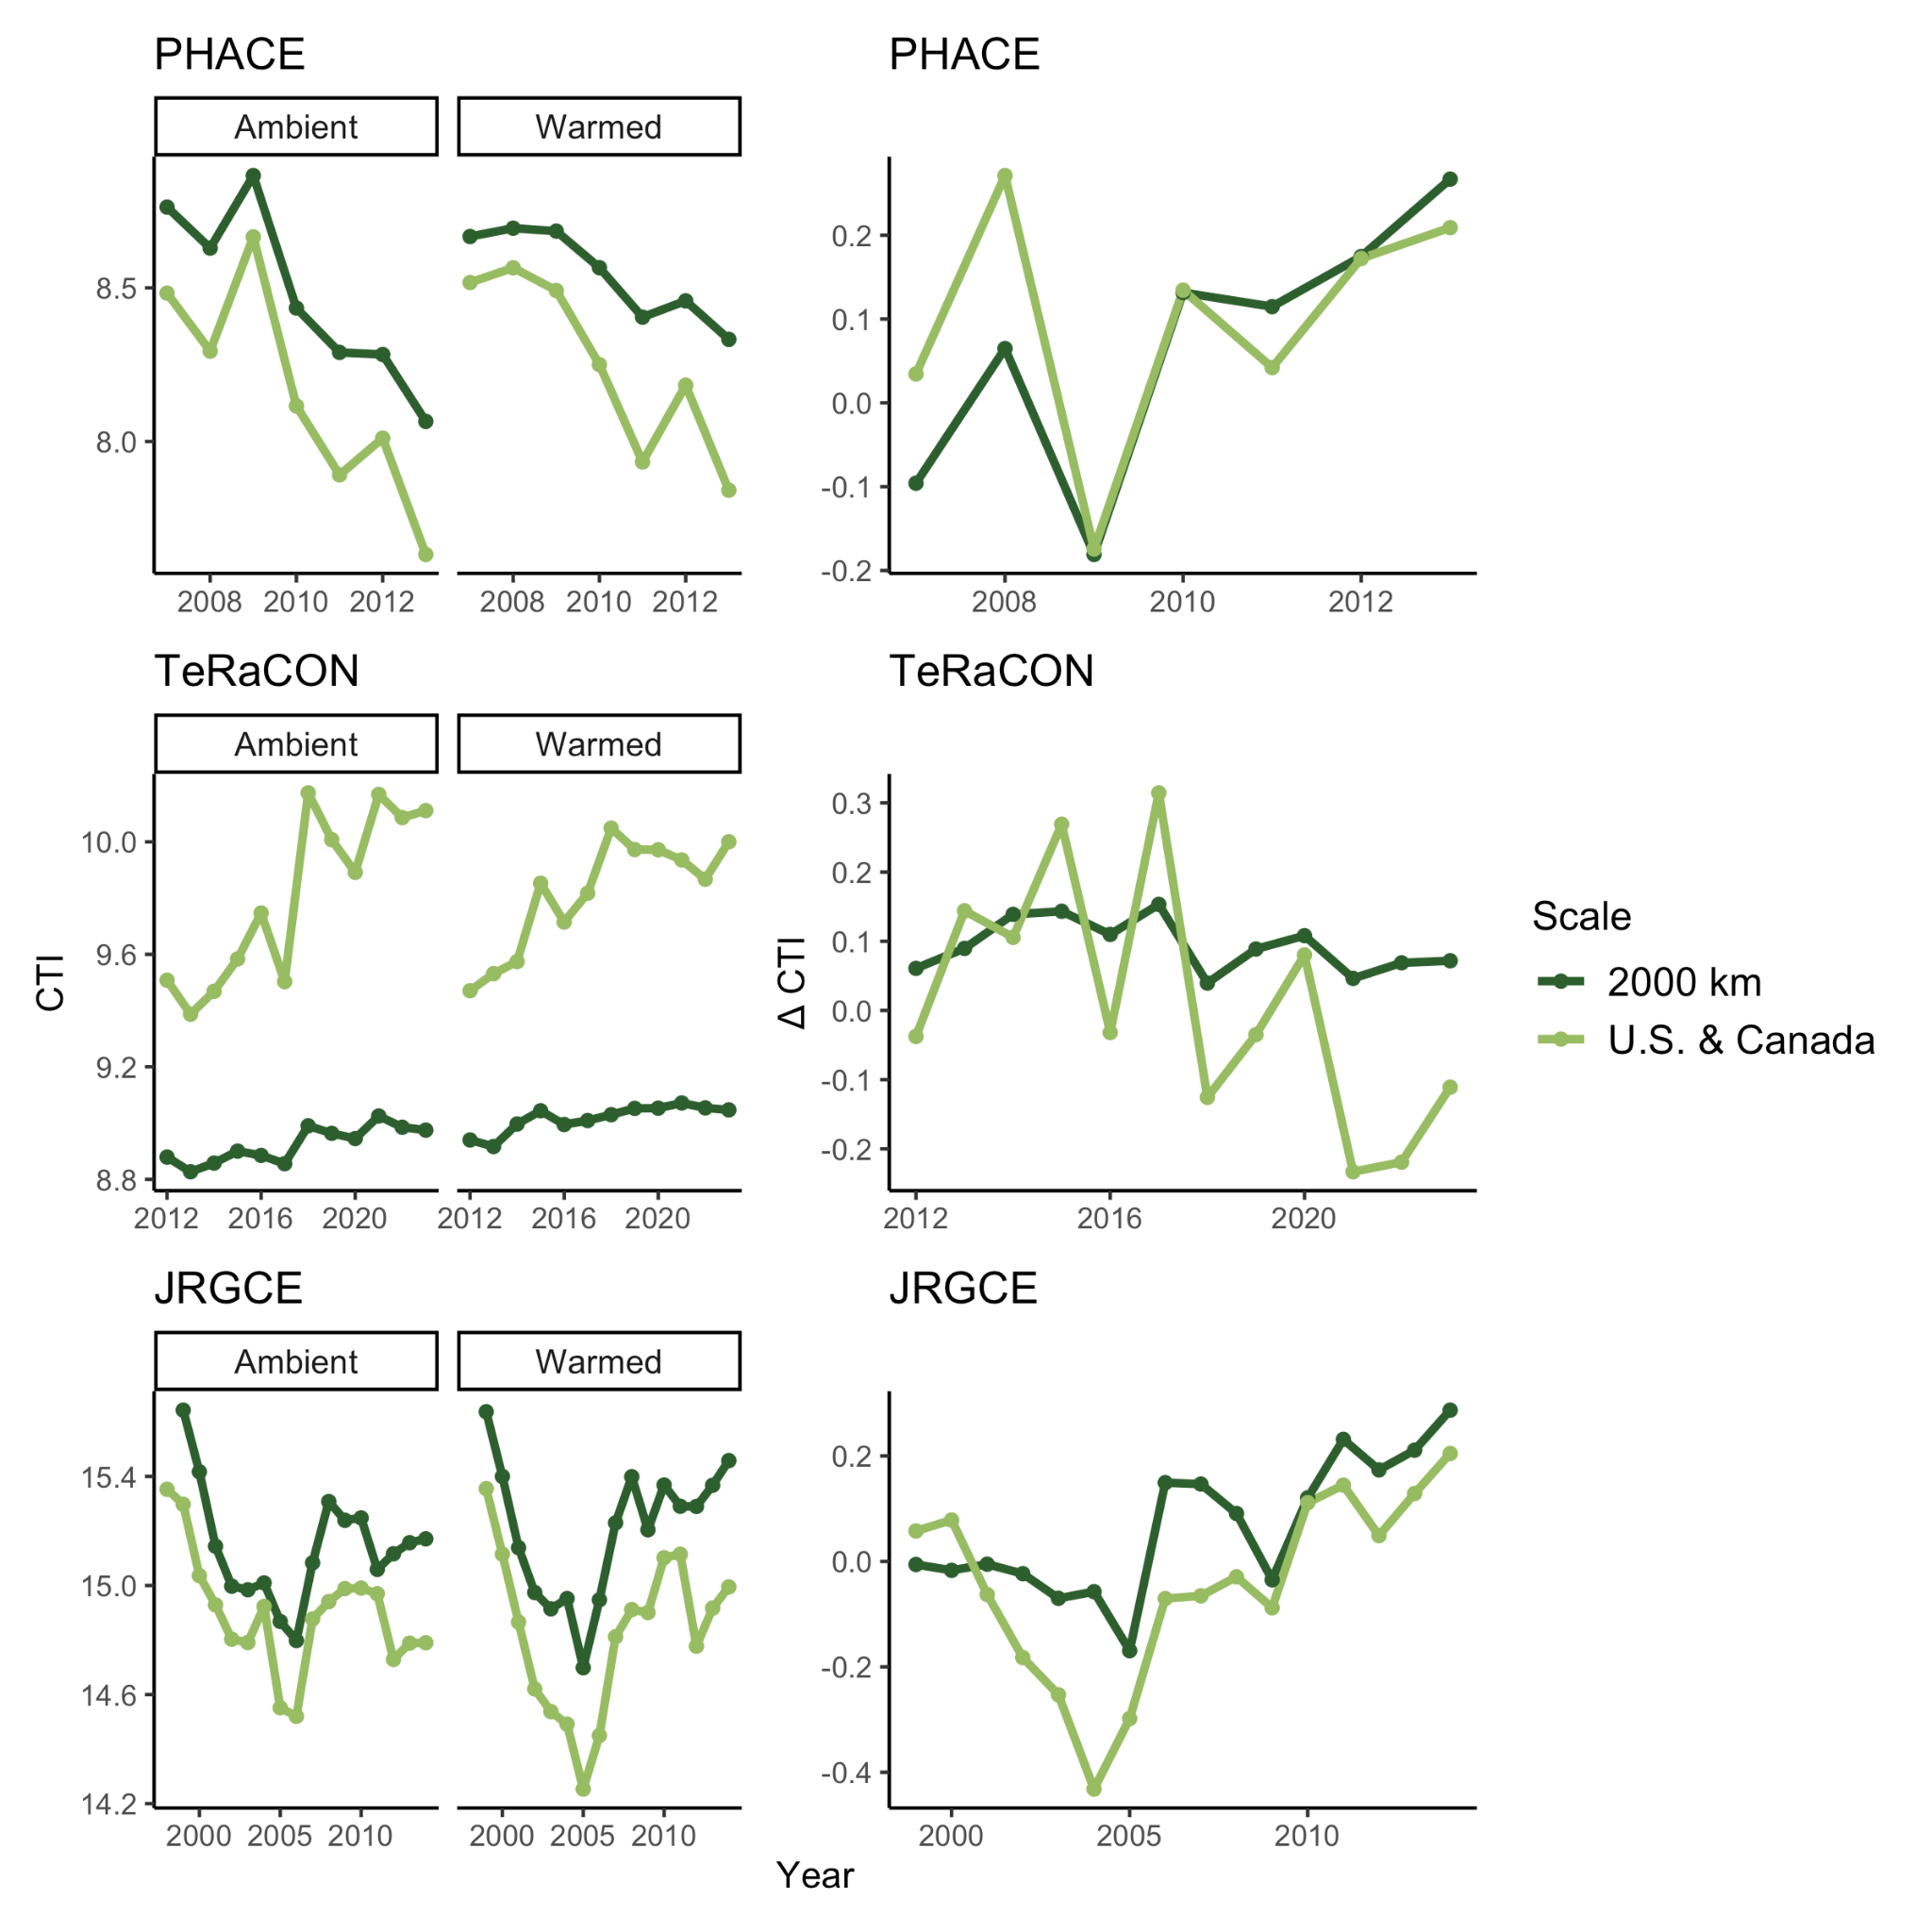 PHACE
PHACE
Ambient
Warmed
8.5
8.0
2008 2010 2012
2008 2010 2012
0.2
0.1
0.0
-0.1
-0.2
2008 2010 2012
TeRaCON
TeRaCON
Ambient
Warmed
10.0
9.6
9.2
8.8
2012 2016 2020
2012 2016 2020
CTI
Δ CTI
0.3
0.2
0.1
0.0
-0.1
-0.2
2012 2016 2020
Scale
2000 km
U.S. & Canada
JRGCE
JRGCE
Ambient
Warmed
15.4
15.0
14.6
14.2
2000 2005 2010
2000 2005 2010
0.2
0.0
-0.2
-0.4
2000 2005 2010
Year